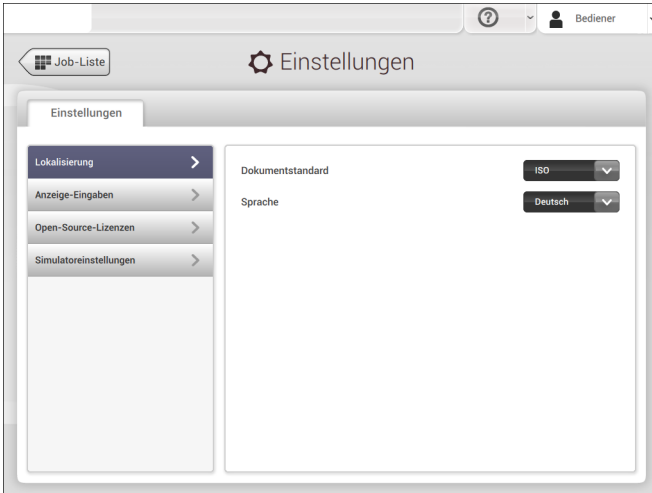 Bediener
Job-Liste
Einstellungen
Einstellungen
Lokalisierung
Anzeige-Eingaben
Open-Source-Lizenzen
Simulatoreinstellungen
Dokumentstandard
ISO
Sprache
Deutsch